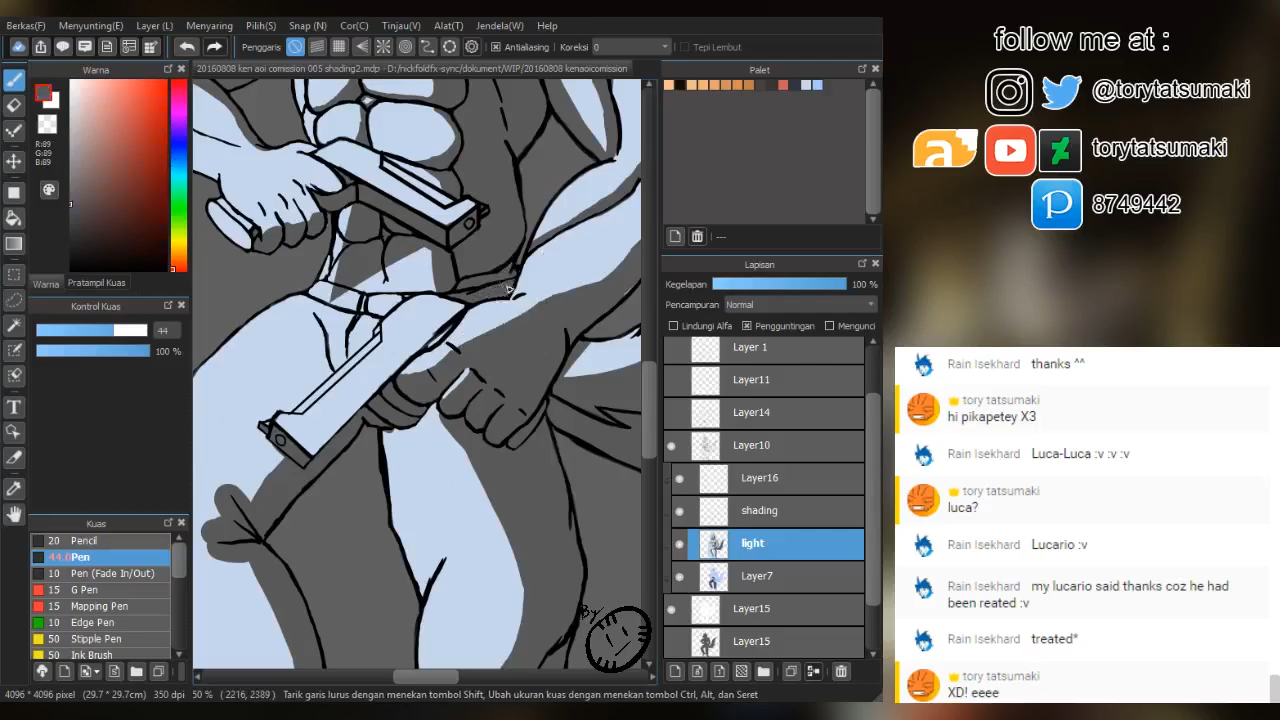 Berkas(F) Menyunting(E) Layer (L) Menyaring Pilih(S) Snap (N) Cor(C) Tinjau(V) Alat(T) Jendela(W) Help
Penggaris Antialiasing Koreksi 0 Tepi Lembut
Warna
20160808 ken aoi comission 005 shading2.mdp - D:/nickfoldfx-sync/dokument/WIP/20160808 kenaoicomission
Palet
R:89
G:89
B:89
Warna Pratampil Kuas
Kontrol Kuas
44
100 %
Kuas
20 Pencil
44.0 Pen
10 Pen (Fade In/Out)
15 G Pen
15 Mapping Pen
10 Edge Pen
50 Stipple Pen
50 Ink Brush
By
---
Lapisan
Kegelapan 100 %
Pencampuran Normal
Lindungi Alfa Pengguntingan Mengunci
Layer 1
Layer11
Layer14
Layer10
Layer16
shading
light
Layer7
Layer15
Layer15
4096 * 4096 pixel (29.7 * 29.7cm) 350 dpi 50 % ( 2216, 2389 ) Tarik garis lurus dengan menekan tombol Shift, Ubah ukuran kuas dengan menekan tombol Ctrl, Alt, dan Seret
follow me at :
@torytatsumaki
torytatsumaki
8749442
Rain Isekhard thanks ^^
tory tatsumaki
hi pikapetey X3
Rain Isekhard Luca-Luca :v :v :v
tory tatsumaki
luca?
Rain Isekhard Lucario :v
Rain Isekhard my lucario said thanks coz he had
been reated :v
Rain Isekhard treated*
tory tatsumaki
XD! eeee